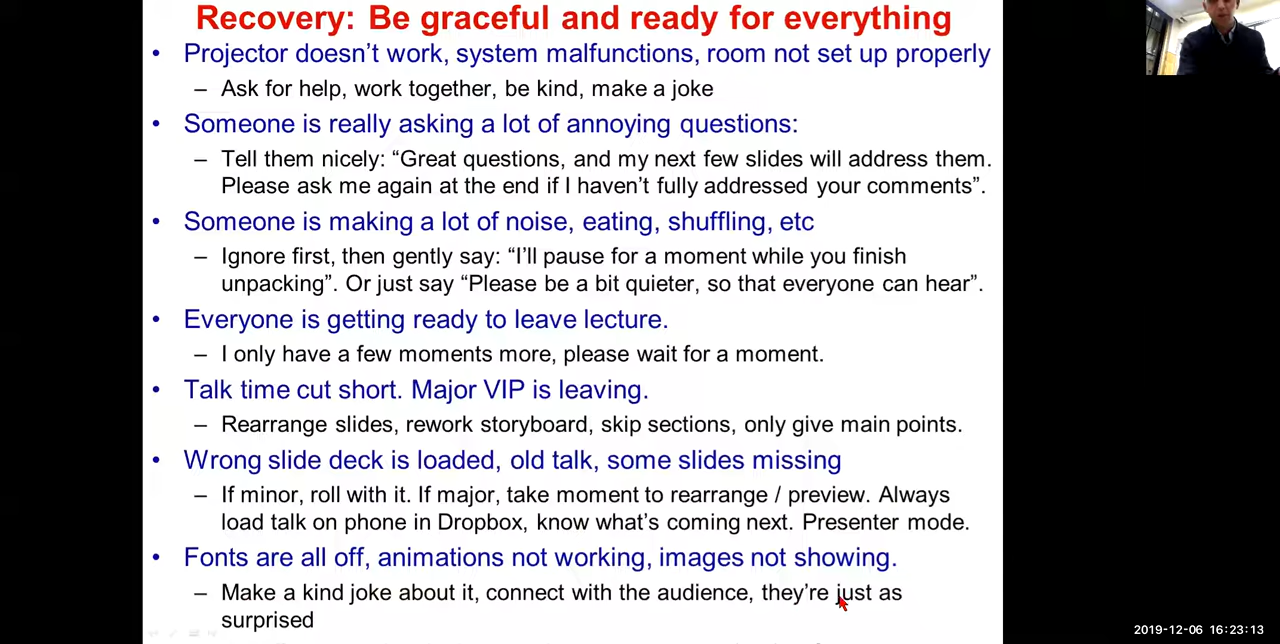 Recovery: Be graceful and ready for everything
• Projector doesn’t work, system malfunctions, room not set up properly
– Ask for help, work together, be kind, make a joke
• Someone is really asking a lot of annoying questions:
– Tell them nicely: “Great questions, and my next few slides will address them.
Please ask me again at the end if I haven’t fully addressed your comments”.
• Someone is making a lot of noise, eating, shuffling, etc
– Ignore first, then gently say: “I’ll pause for a moment while you finish
unpacking”. Or just say “Please be a bit quieter, so that everyone can hear”.
• Everyone is getting ready to leave lecture.
– I only have a few moments more, please wait for a moment.
• Talk time cut short. Major VIP is leaving.
– Rearrange slides, rework storyboard, skip sections, only give main points.
• Wrong slide deck is loaded, old talk, some slides missing
– If minor, roll with it. If major, take moment to rearrange / preview. Always
load talk on phone in Dropbox, know what’s coming next. Presenter mode.
• Fonts are all off, animations not working, images not showing.
– Make a kind joke about it, connect with the audience, they’re just as
surprised
2019-12-06 16:23:13